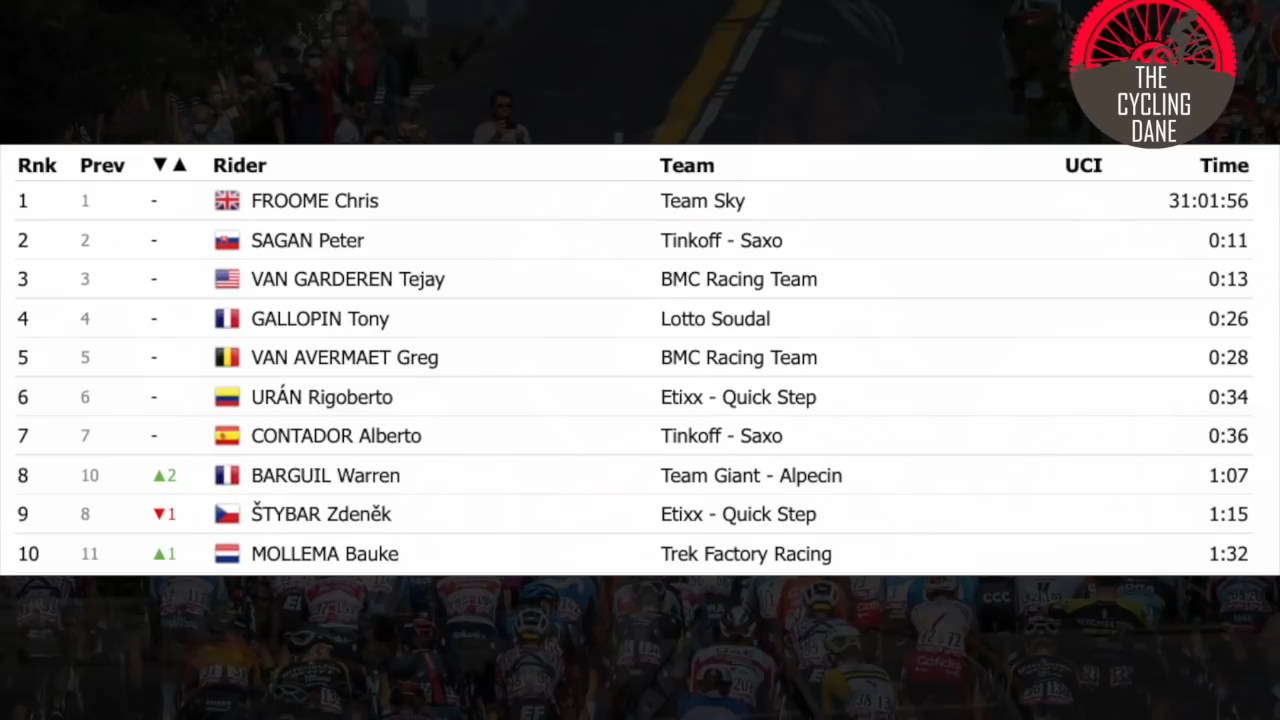 THE
CYCLING
DANE
Rnk Prev ▼▲ Rider Team UCI Time
1 1 - FROOME Chris Team Sky 31:01:56
2 2 - SAGAN Peter Tinkoff - Saxo 0:11
3 3 - VAN GARDEREN Tejay BMC Racing Team 0:13
4 4 - GALLOPIN Tony Lotto Soudal 0:26
5 5 - VAN AVERMAET Greg BMC Racing Team 0:28
6 6 - URÁN Rigoberto Etixx - Quick Step 0:34
7 7 - CONTADOR Alberto Tinkoff - Saxo 0:36
8 10 ▲2 BARGUIL Warren Team Giant - Alpecin 1:07
9 8 ▼1 ŠTYBAR Zdeněk Etixx - Quick Step 1:15
10 11 ▲1 MOLLEMA Bauke Trek Factory Racing 1:32
CCC
EF